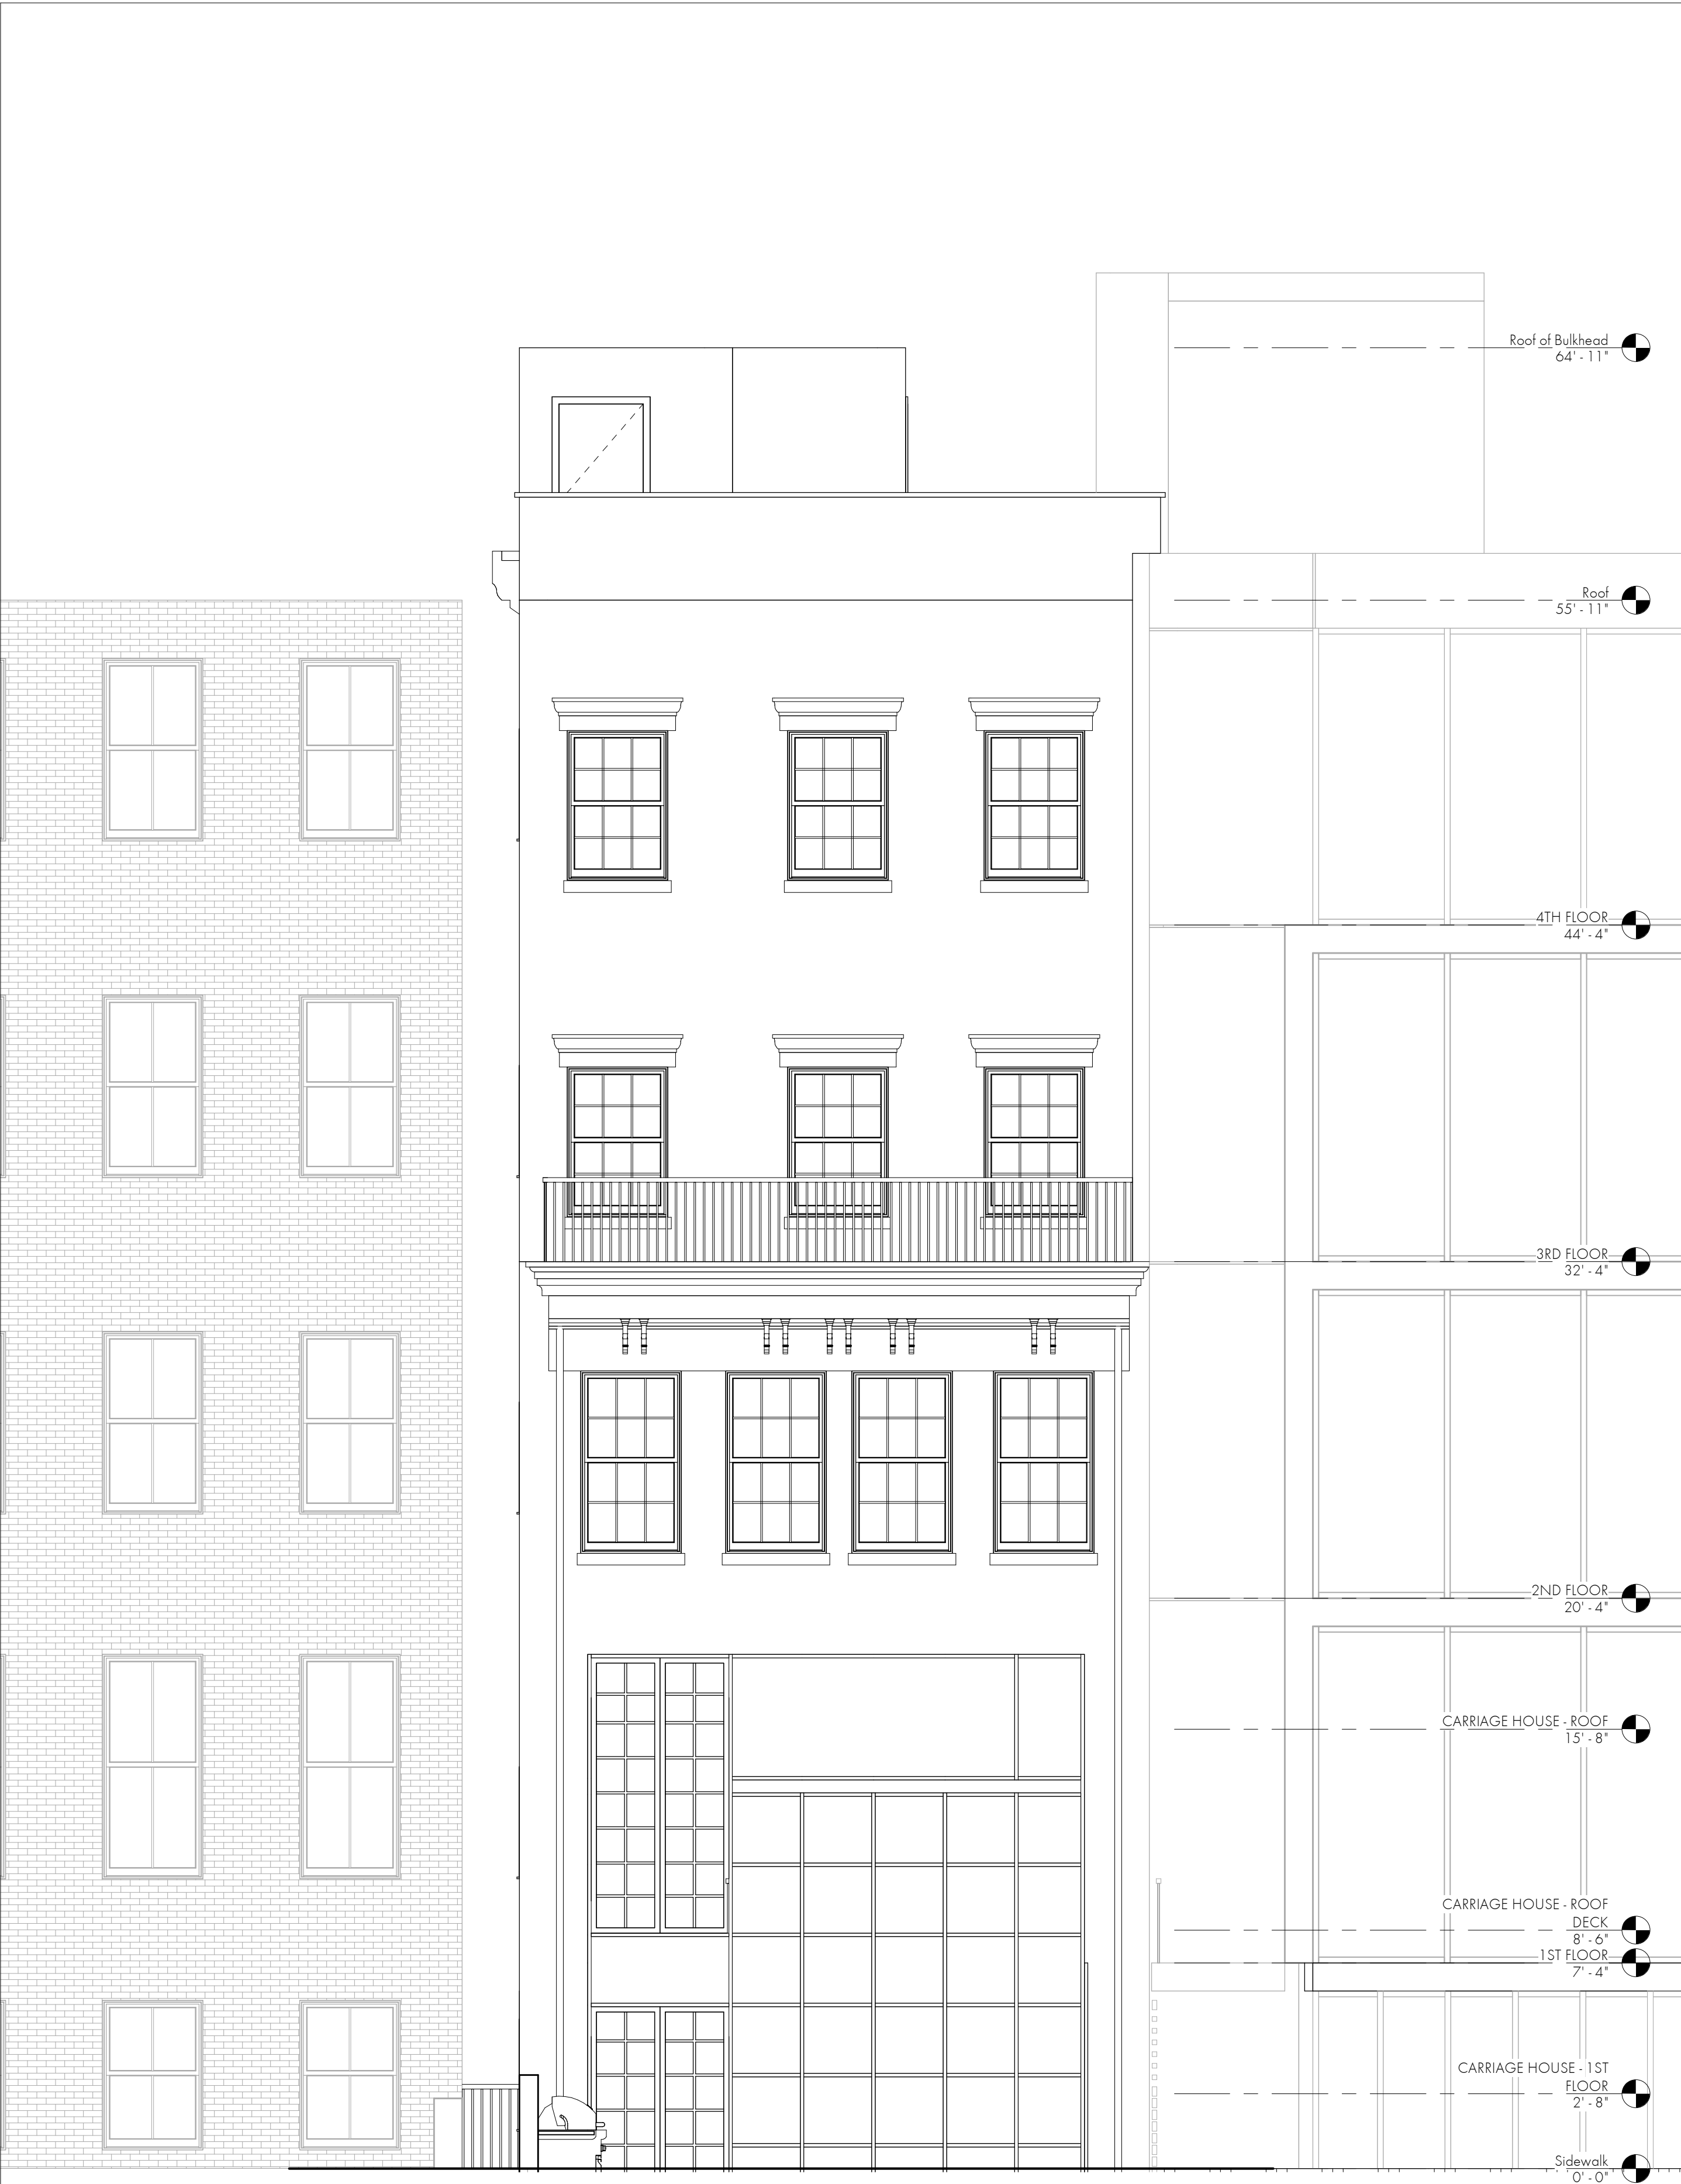 Roof of Bulkhead
64' - 11"
Roof
55' - 11"
4TH FLOOR
44' - 4"
3RD FLOOR
32' - 4"
2ND FLOOR
20' - 4"
CARRIAGE HOUSE - ROOF
15' - 8"
CARRIAGE HOUSE - ROOF
DECK
8' - 6"
1ST FLOOR
7' - 4"
CARRIAGE HOUSE - 1ST
FLOOR
2' - 8"
Sidewalk
0' - 0"